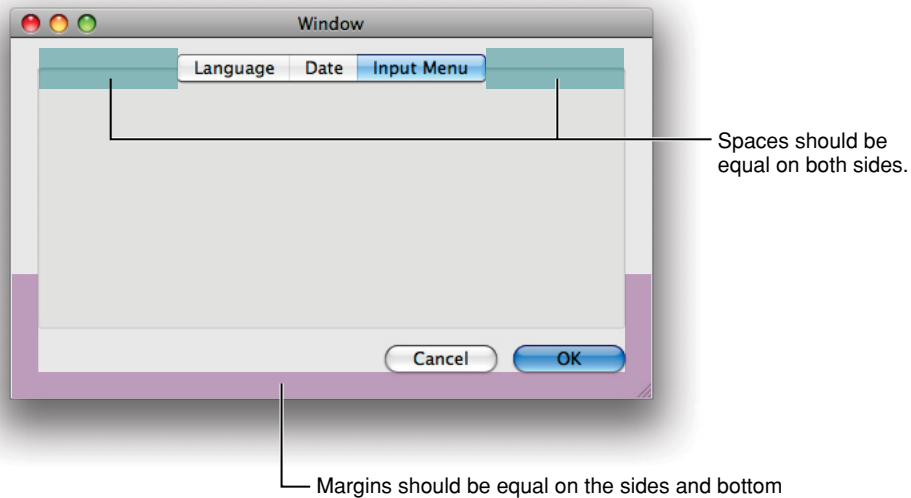 Window
Language Date Input Menu
Spaces should be
equal on both sides.
Cancel OK
Margins should be equal on the sides and bottom